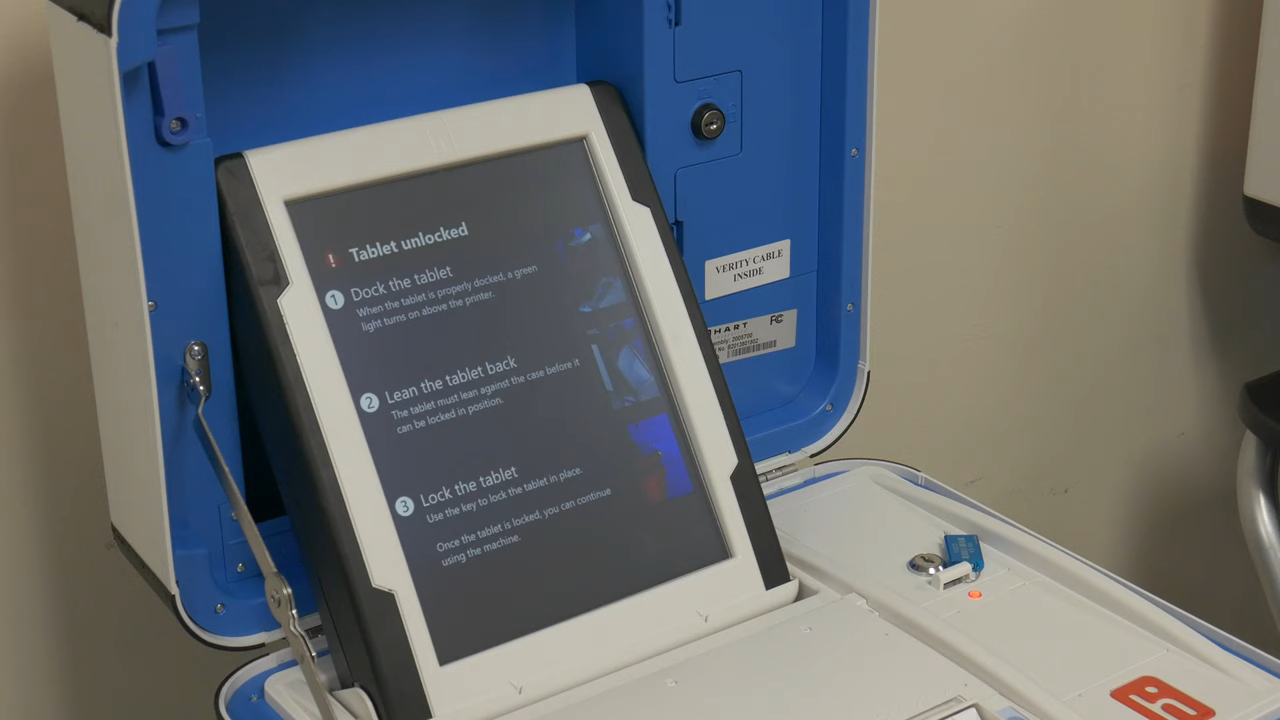 ! Tablet unlocked
1 Dock the tablet
When the tablet is properly docked, a green
light turns on above the printer.
2 Lean the tablet back
The tablet must lean against the case before it
can be locked in position.
3 Lock the tablet
Use the key to lock the tablet in place.
Once the tablet is locked, you can continue
using the machine.
VERITY CABLE
INSIDE
HART
FC